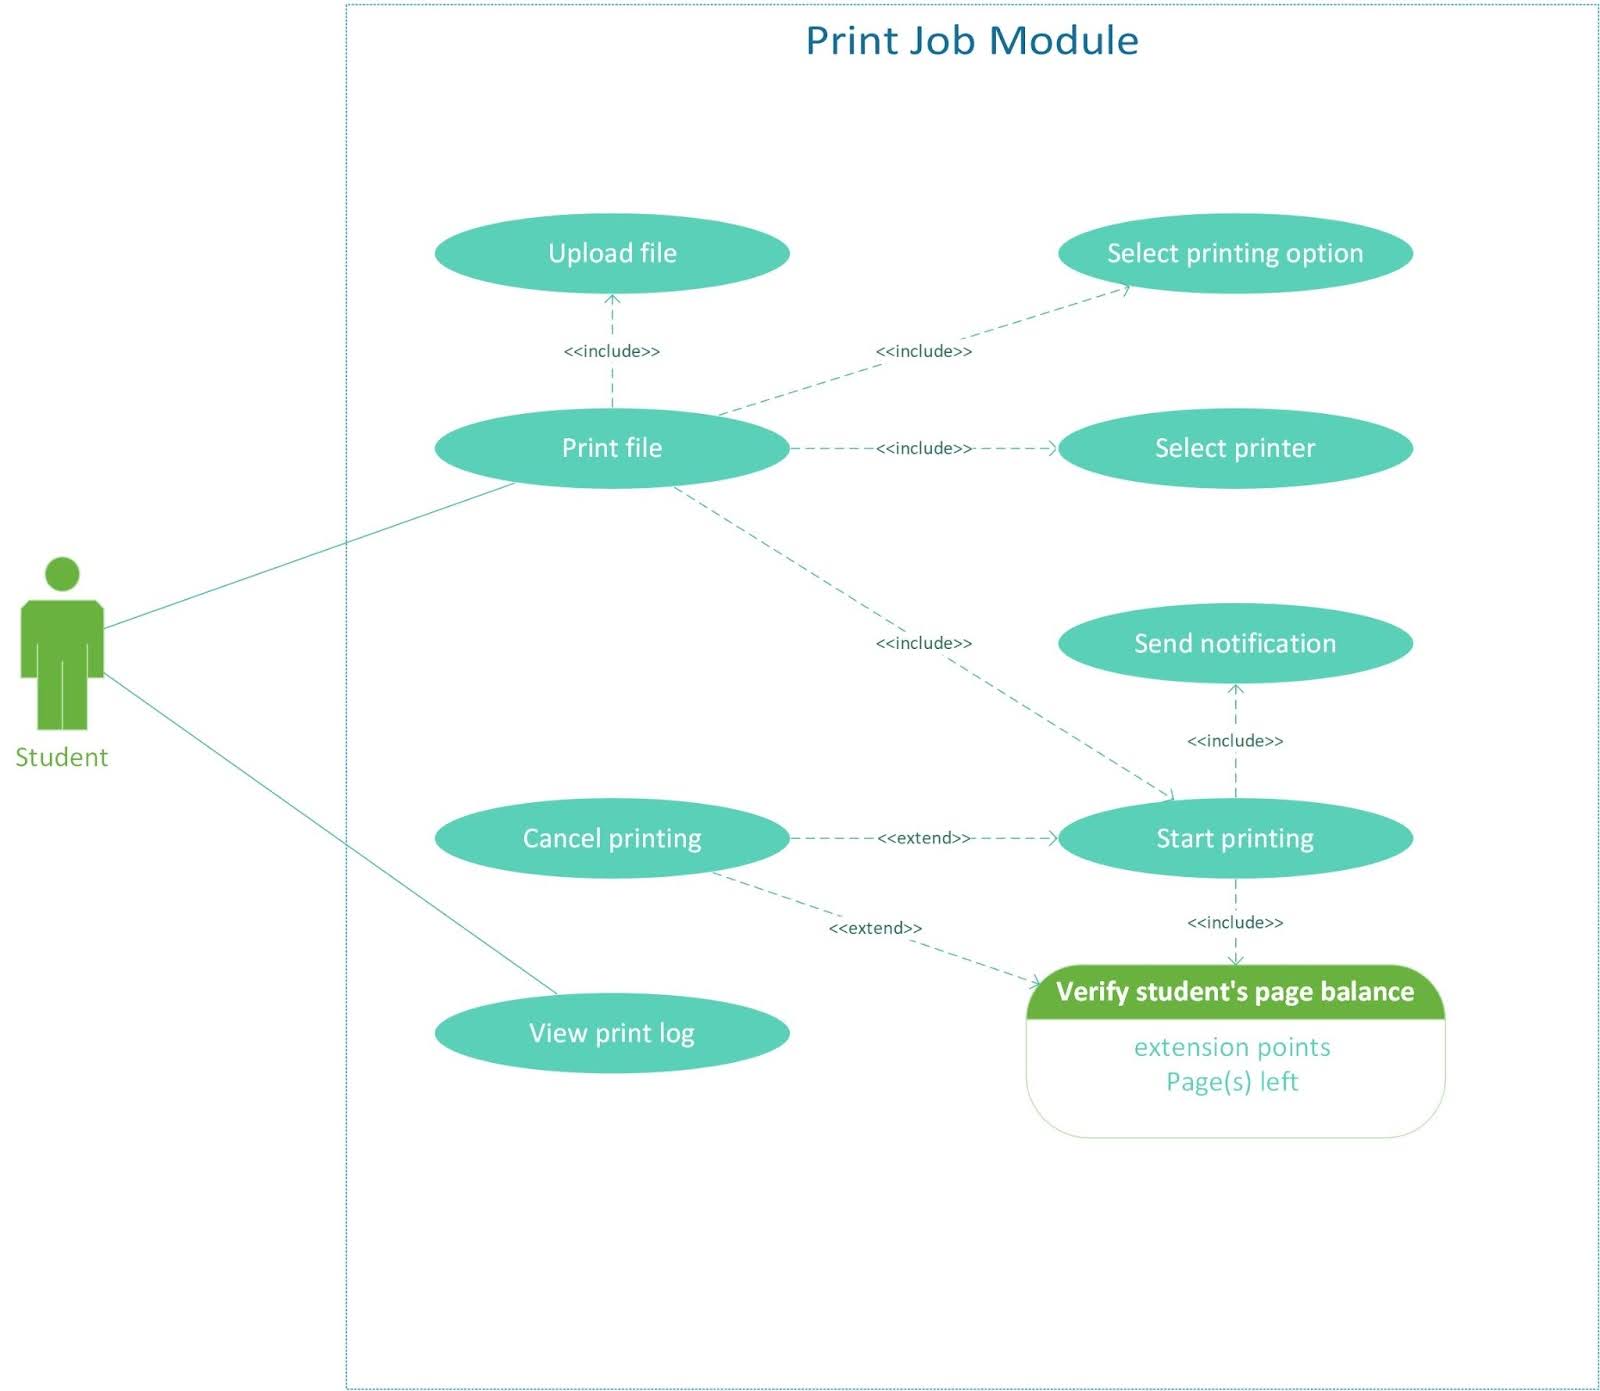 Print Job Module
Upload file
Select printing option
<<include>>
<<include>>
Print file
<<include>>
Select printer
<<include>>
Send notification
<<include>>
Student
Cancel printing
<<extend>>
Start printing
<<extend>>
<<include>>
Verify student's page balance
extension points
Page(s) left
View print log